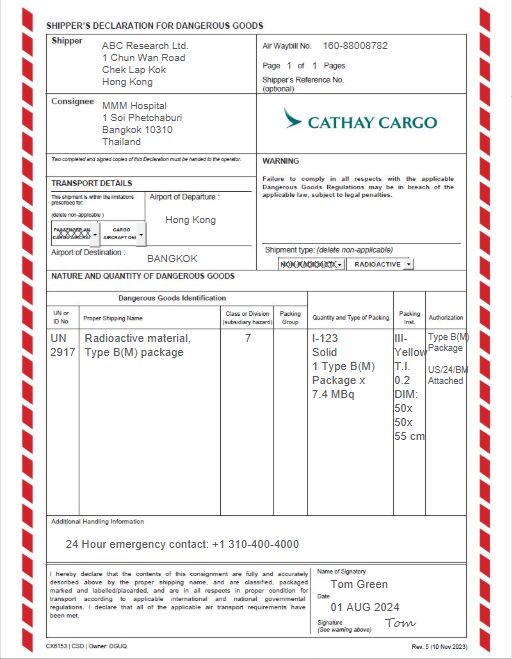 SHIPPER'S DECLARATION FOR DANGEROUS GOODS
Shipper
ABC Research Ltd.
1 Chun Wan Road
Chek Lap Kok
Hong Kong
Air Waybill No. 160-88008782
Page 1 of 1 Pages
Shipper's Reference No.
(optional)
Consignee
MMM Hospital
1 Soi Phetchaburi
Bangkok 10310
Thailand
CATHAY CARGO
Two completed and signed copies of this Declaration must be handed to the operator.
WARNING
Failure to comply in all respects with the applicable
Dangerous Goods Regulations may be in breach of the
applicable law, subject to legal penalties.
TRANSPORT DETAILS
This shipment is within the limitations
prescribed for:
(delete non-applicable )
CARGO
AIRCRAFT ONL
Airport of Departure :
Hong Kong
Airport of Destination :
BANGKOK
Shipment type: (delete non-applicable)
RADIOACTIVE
NATURE AND QUANTITY OF DANGEROUS GOODS
Dangerous Goods Identification
UN or
ID No.
Proper Shipping Name
Class or Division
(subsidiary hazard)
Packing
Group
Quantity and Type of Packing
Packing
Inst.
Authorization
UN
2917
Radioactive material,
Type B(M) package
7
I-123
Solid
1 Type B(M)
Package x
7.4 MBq
III-
Yellow
T.I.
0.2
DIM:
50x
50x
55 cm
Type B(M)
Package
US/24/BM
Attached
Additional Handling Information
24 Hour emergency contact: +1 310-400-4000
I hereby declare that the contents of this consignment are fully and accurately
described above by the proper shipping name, and are classified, packaged
marked and labelled/placarded, and are in all respects in proper condition for
transport according to applicable international and national governmental
regulations. I declare that all of the applicable air transport requirements have
been met.
Name of Signatory
Tom Green
Date
01 AUG 2024
Signature
(See warning above)
Tom
CX6153 | CSD | Owner: DGUQ
Rev. 5 (10 Nov 2023)